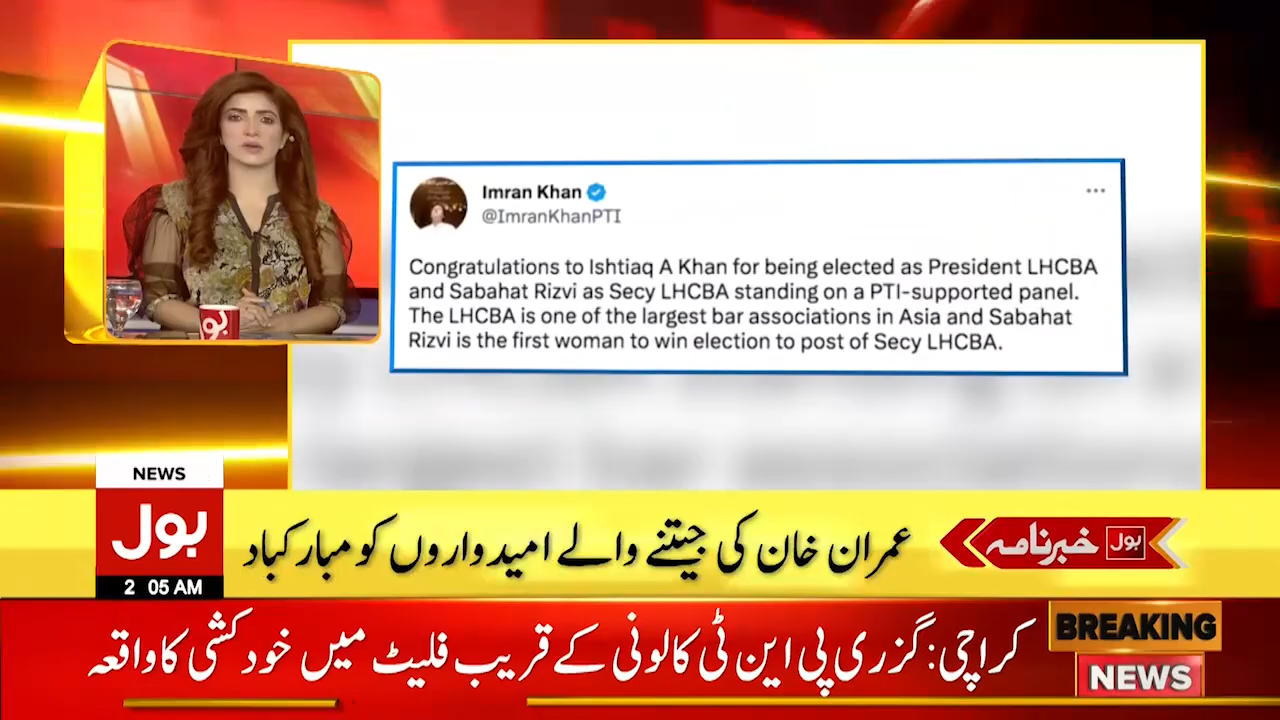 Imran Khan
@ImranKhanPTI
Congratulations to Ishtiaq A Khan for being elected as President LHCBA
and Sabahat Rizvi as Secy LHCBA standing on a PTI-supported panel.
The LHCBA is one of the largest bar associations in Asia and Sabahat
Rizvi is the first woman to win election to post of Secy LHCBA.
بول
NEWS
بول
2 05 AM
بول خبرنامہ
عمران خان کی جیتنے والے امیدواروں کو مبارکباد
BREAKING
NEWS
کراچی: گزری پی این ٹی کالونی کے قریب فلیٹ میں خودکشی کا واقعہ